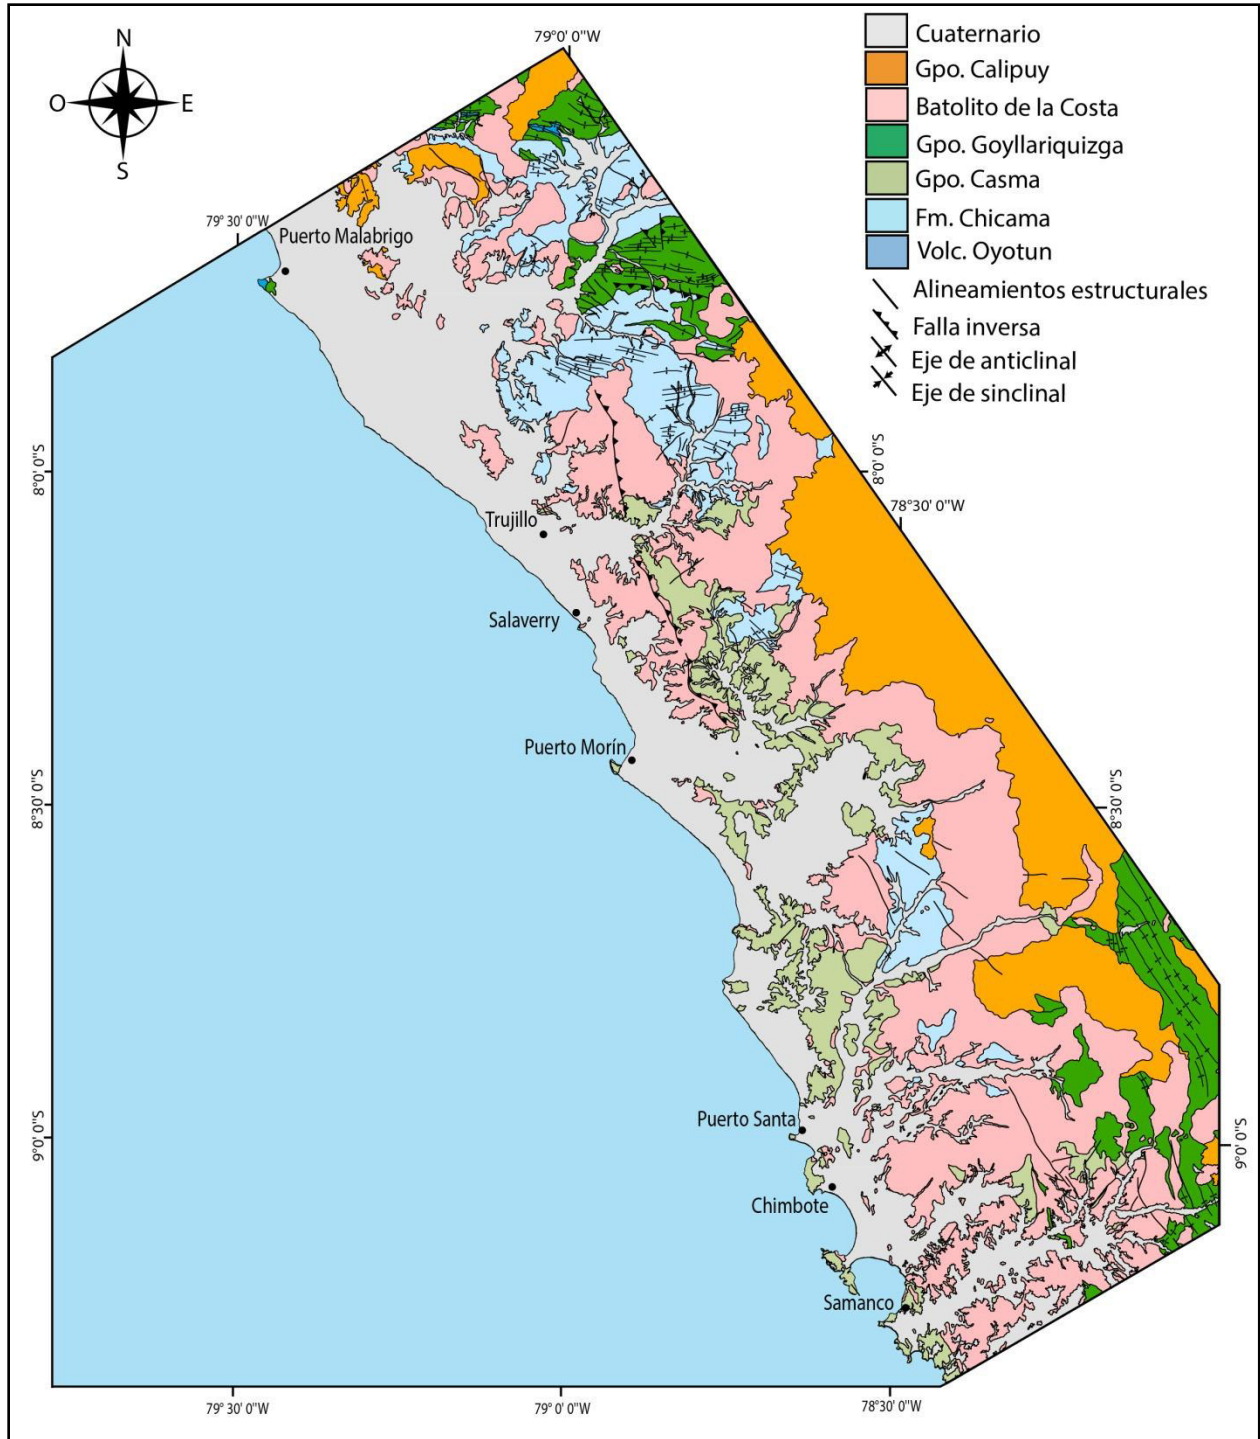 N
O
E
S
79°0' 0"W
Cuaternario
Gpo. Calipuy
Batolito de la Costa
Gpo. Goyllariquizga
Gpo. Casma
Fm. Chicama
Volc. Oyotun
Alineamientos estructurales
Falla inversa
Eje de anticlinal
Eje de sinclinal
79° 30' 0"W
Puerto Malabrigo
8°0' 0"S
8°0' 0"S
78°30' 0"W
Trujillo
Salaverry
Puerto Morín
8°30' 0"S
8°30' 0"S
Puerto Santa
9°0' 0"S
9°0' 0"S
Chimbote
Samanco
79° 30' 0"W
79° 0' 0"W
78°30' 0"W